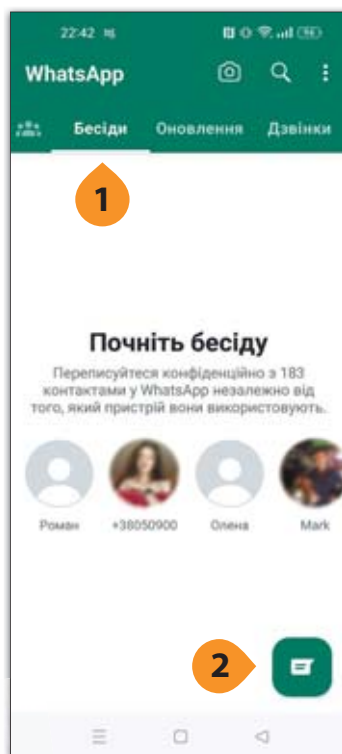 22:42
WhatsApp
Бесіди Оновлення Дзвінки
1
Почніть бесіду
Переписуйтеся конфіденційно з 183
контактами у WhatsApp незалежно від
того, який пристрій вони використовують.
Роман +38050900 Олена Mark
2